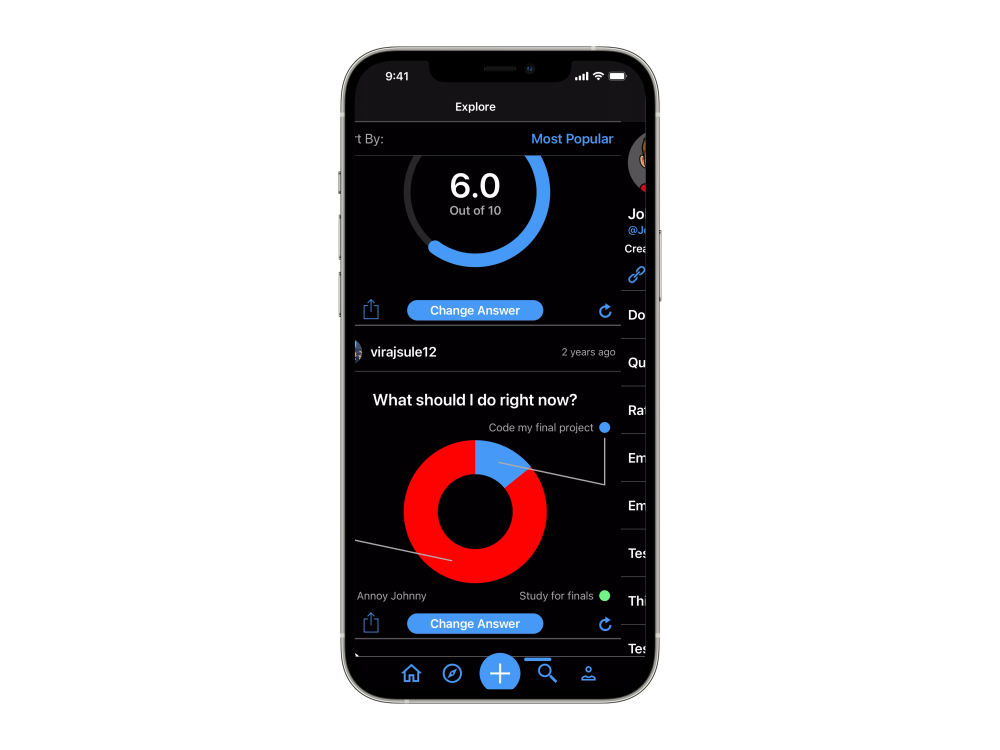 9:41
Explore
rt By:
Most Popular
6.0
Out of 10
Joi
@Jo
Crea
Change Answer
Do
virajsule12
2 years ago
Qu
What should I do right now?
Rat
Code my final project
Em
Em
Tes
Annoy Johnny
Study for finals
Thi
Change Answer
Tes